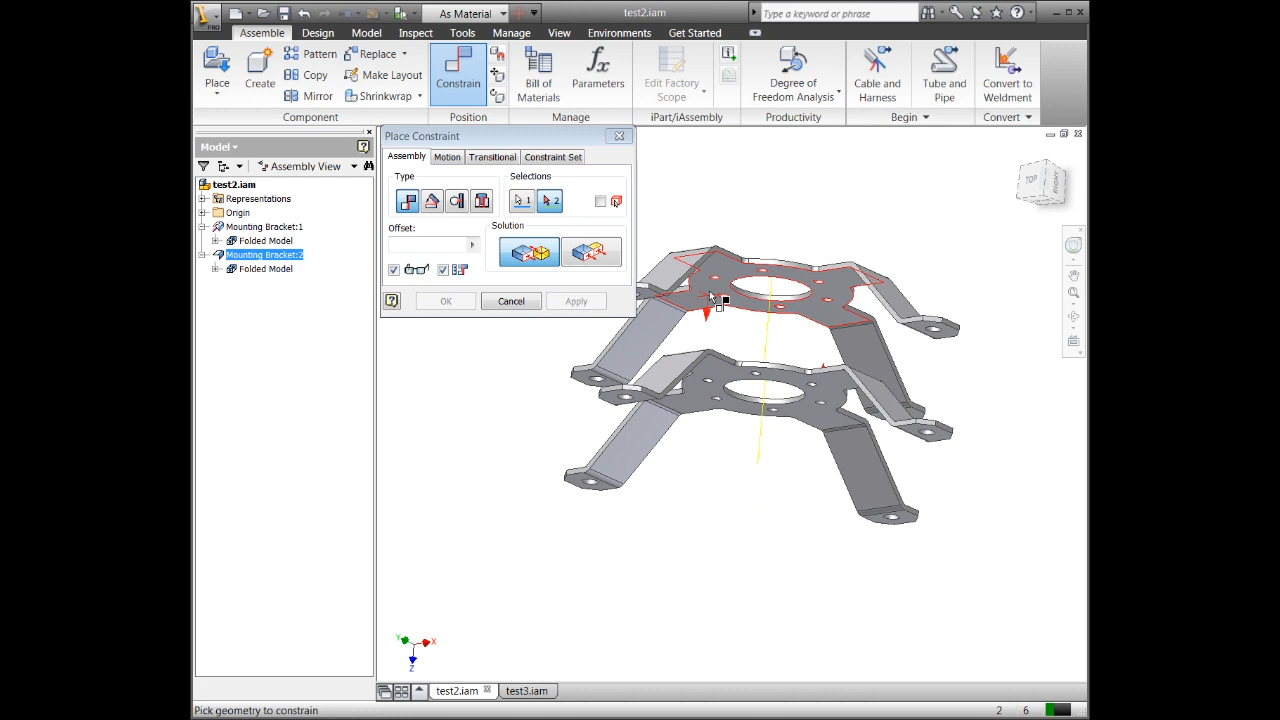 As Material
test2.iam
Type a keyword or phrase
PRO
Assemble Design Model Inspect Tools Manage View Environments Get Started
Place
Create
Pattern
Copy
Mirror
Replace
Make Layout
Shrinkwrap
Constrain
Bill of Materials
Parameters
Edit Factory Scope
Degree of Freedom Analysis
Cable and Harness
Tube and Pipe
Convert to Weldment
Component Position Manage iPart/iAssembly Productivity Begin Convert
Model
Assembly View
test2.iam
Representations
Origin
Mounting Bracket:1
Folded Model
Mounting Bracket:2
Folded Model
Place Constraint
Assembly Motion Transitional Constraint Set
Type
Selections
1 2
Offset:
Solution
OK Cancel Apply
TOP
RIGHT
Y X
Z
test2.iam test3.iam
Pick geometry to constrain
2 6